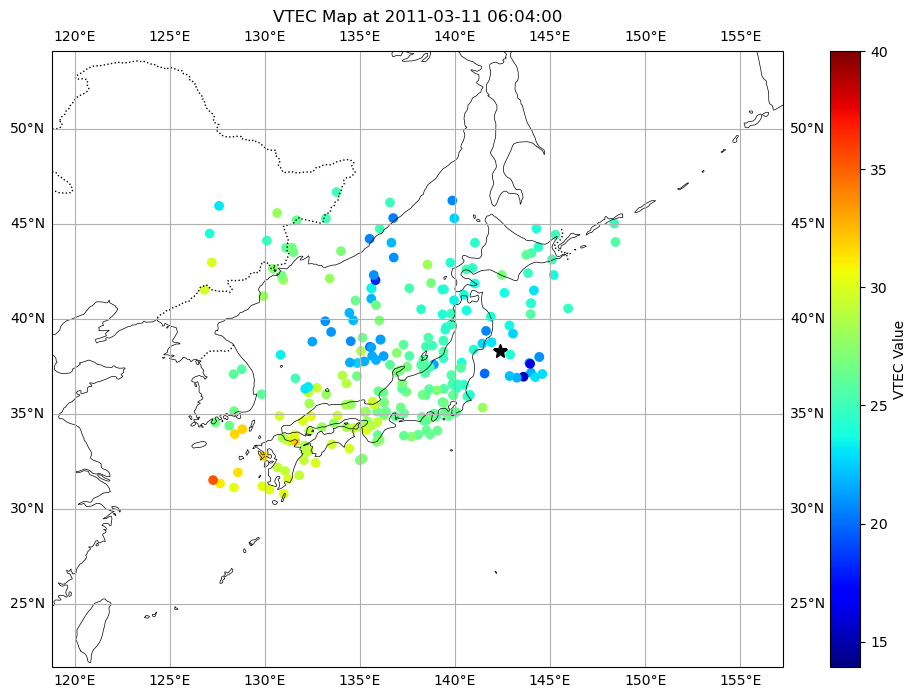 VTEC Map at 2011-03-11 06:04:00
120°E 125°E 130°E 135°E 140°E 145°E 150°E 155°E
40
50°N 50°N
45°N 45°N
35
40°N 40°N
30
35°N 35°N
VTEC Value
25
30°N 30°N
20
25°N 25°N
15
120°E 125°E 130°E 135°E 140°E 145°E 150°E 155°E